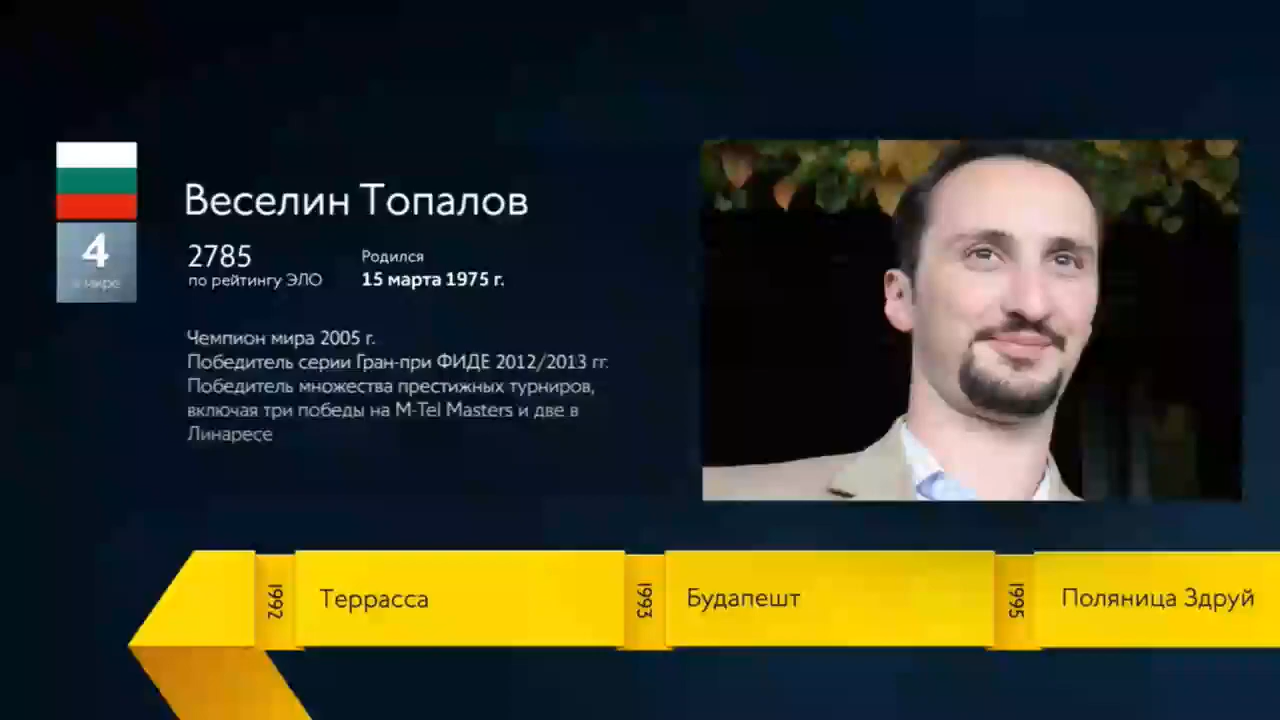 Веселин Топалов
4
в мире
2785
по рейтингу ЭЛО
Родился
15 марта 1975 г.
Чемпион мира 2005 г.
Победитель серии Гран-при ФИДЕ 2012/2013 гг.
Победитель множества престижных турниров,
включая три победы на M-Tel Masters и две в
Линаресе
1992
Террасса
1993
Будапешт
1995
Поляница Здруй